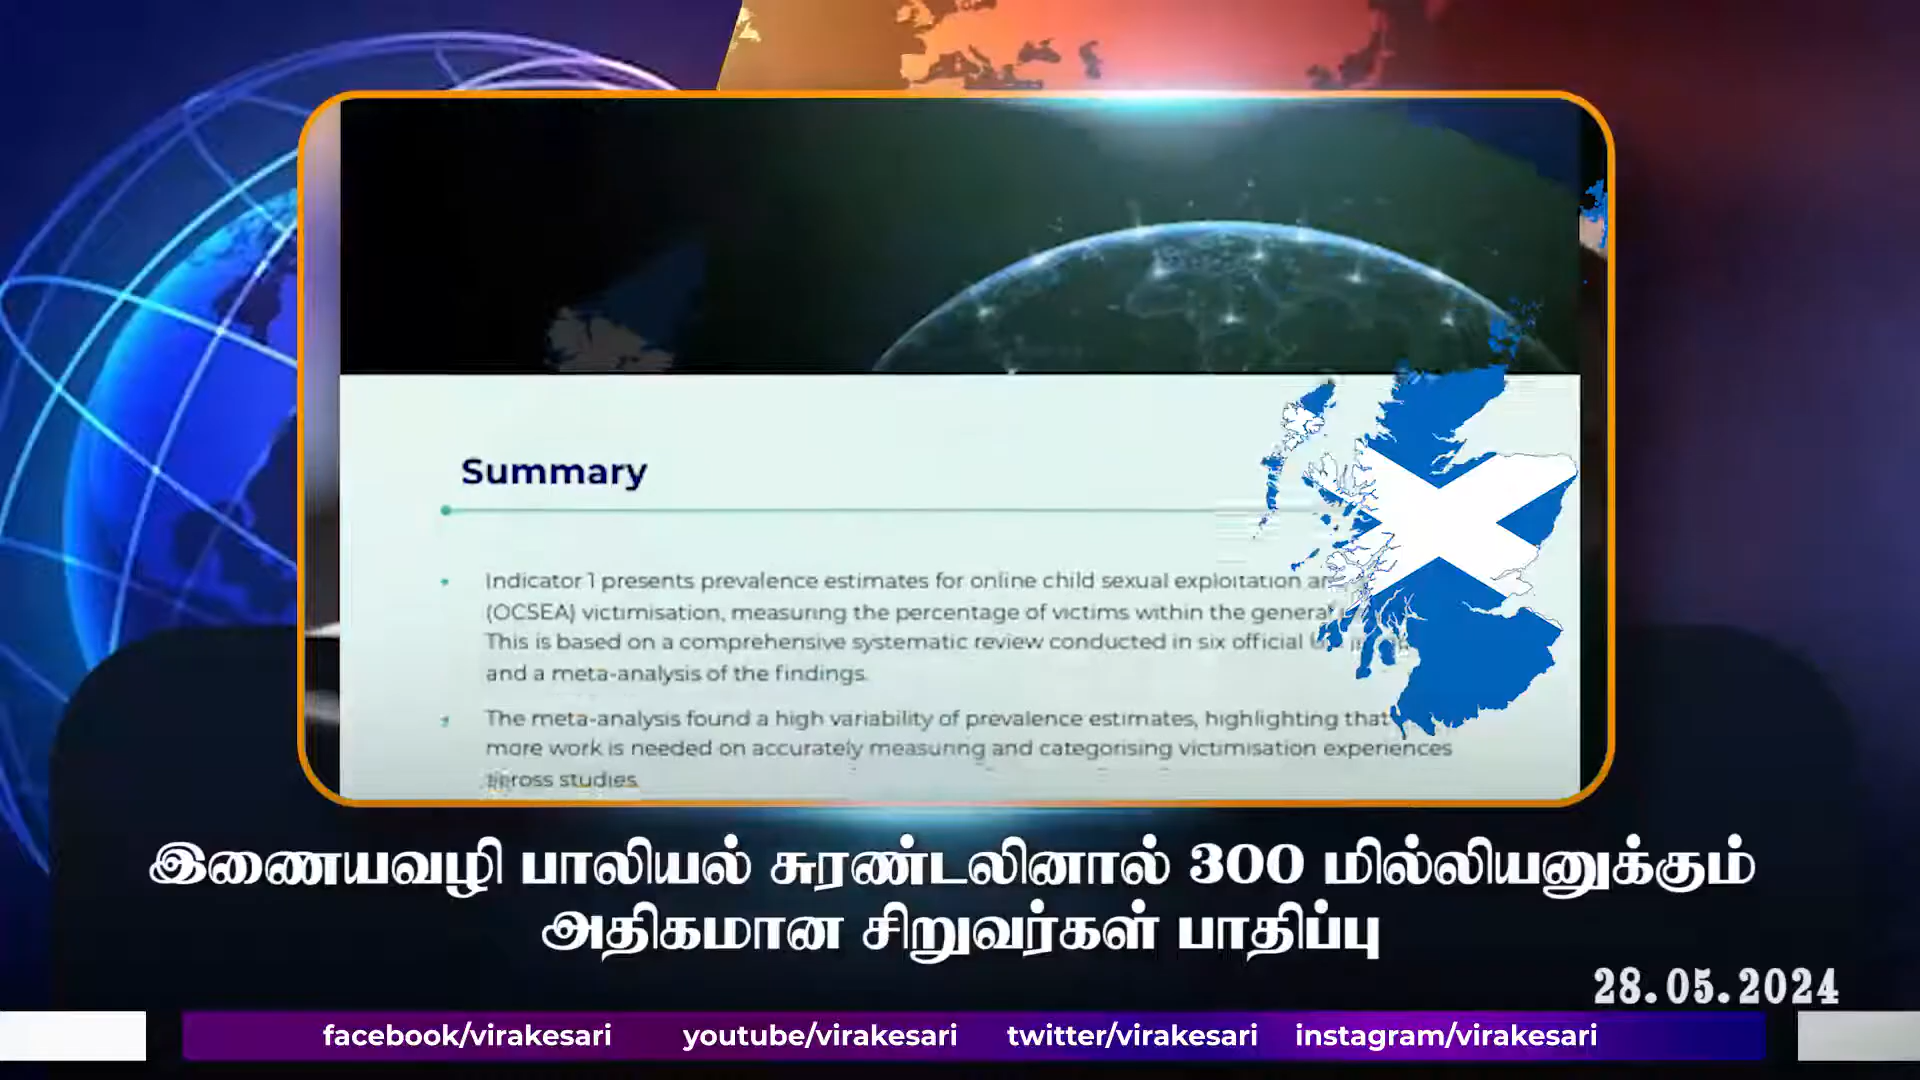 Summary
Indicator 1 presents prevalence estimates for online child sexual exploitation
(OCSEA) victimisation, measuring the percentage of victims within the general
This is based on a comprehensive systematic review conducted in six official
and a meta-analysis of the findings.
The meta-analysis found a high variability of prevalence estimates, highlighting that
more work is needed on accurately measuring and categorising victimisation experiences
across studies.
இணையவழி பாலியல் சுரண்டலினால் 300 மில்லியனுக்கும்
அதிகமான சிறுவர்கள் பாதிப்பு
28.05.2024
facebook/virakesari youtube/virakesari twitter/virakesari instagram/virakesari